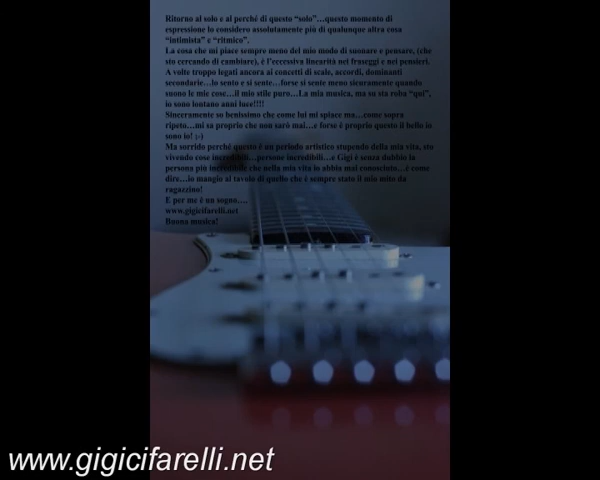 Ritorno al solo e al perché di questo “solo”…questo momento di
espressione lo considero assolutamente più di qualunque altra cosa
“intimista” e “ritmico”.
La cosa che mi piace sempre meno del mio modo di suonare e pensare, (che
sto cercando di cambiare), é l’eccessiva linearità nei fraseggi e nei pensieri.
A volte troppo legati ancora ai concetti di scale, accordi, dominanti
secondarie…lo sento e si sente…forse si sente meno sicuramente quando
suono le mie cose…il mio stile puro…La mia musica, ma su sta roba “qui”,
io sono lontano anni luce!!!!
Sinceramente so benissimo che come lui mi spiace ma…come sopra
ripeto…mi sa proprio che non sarò mai…e forse è proprio questo il bello io
sono io! ;-)
Ma sorrido perché questo è un periodo artistico stupendo della mia vita, sto
vivendo cose incredibili…persone incredibili…e Gigi è senza dubbio la
persona più incredibile che nella mia vita io abbia mai conosciuto…è come
dire…io mangio al tavolo di quello che è sempre stato il mio mito da
ragazzino!
E per me è un sogno….
www.gigicifarelli.net
Buona musica!
www.gigicifarelli.net